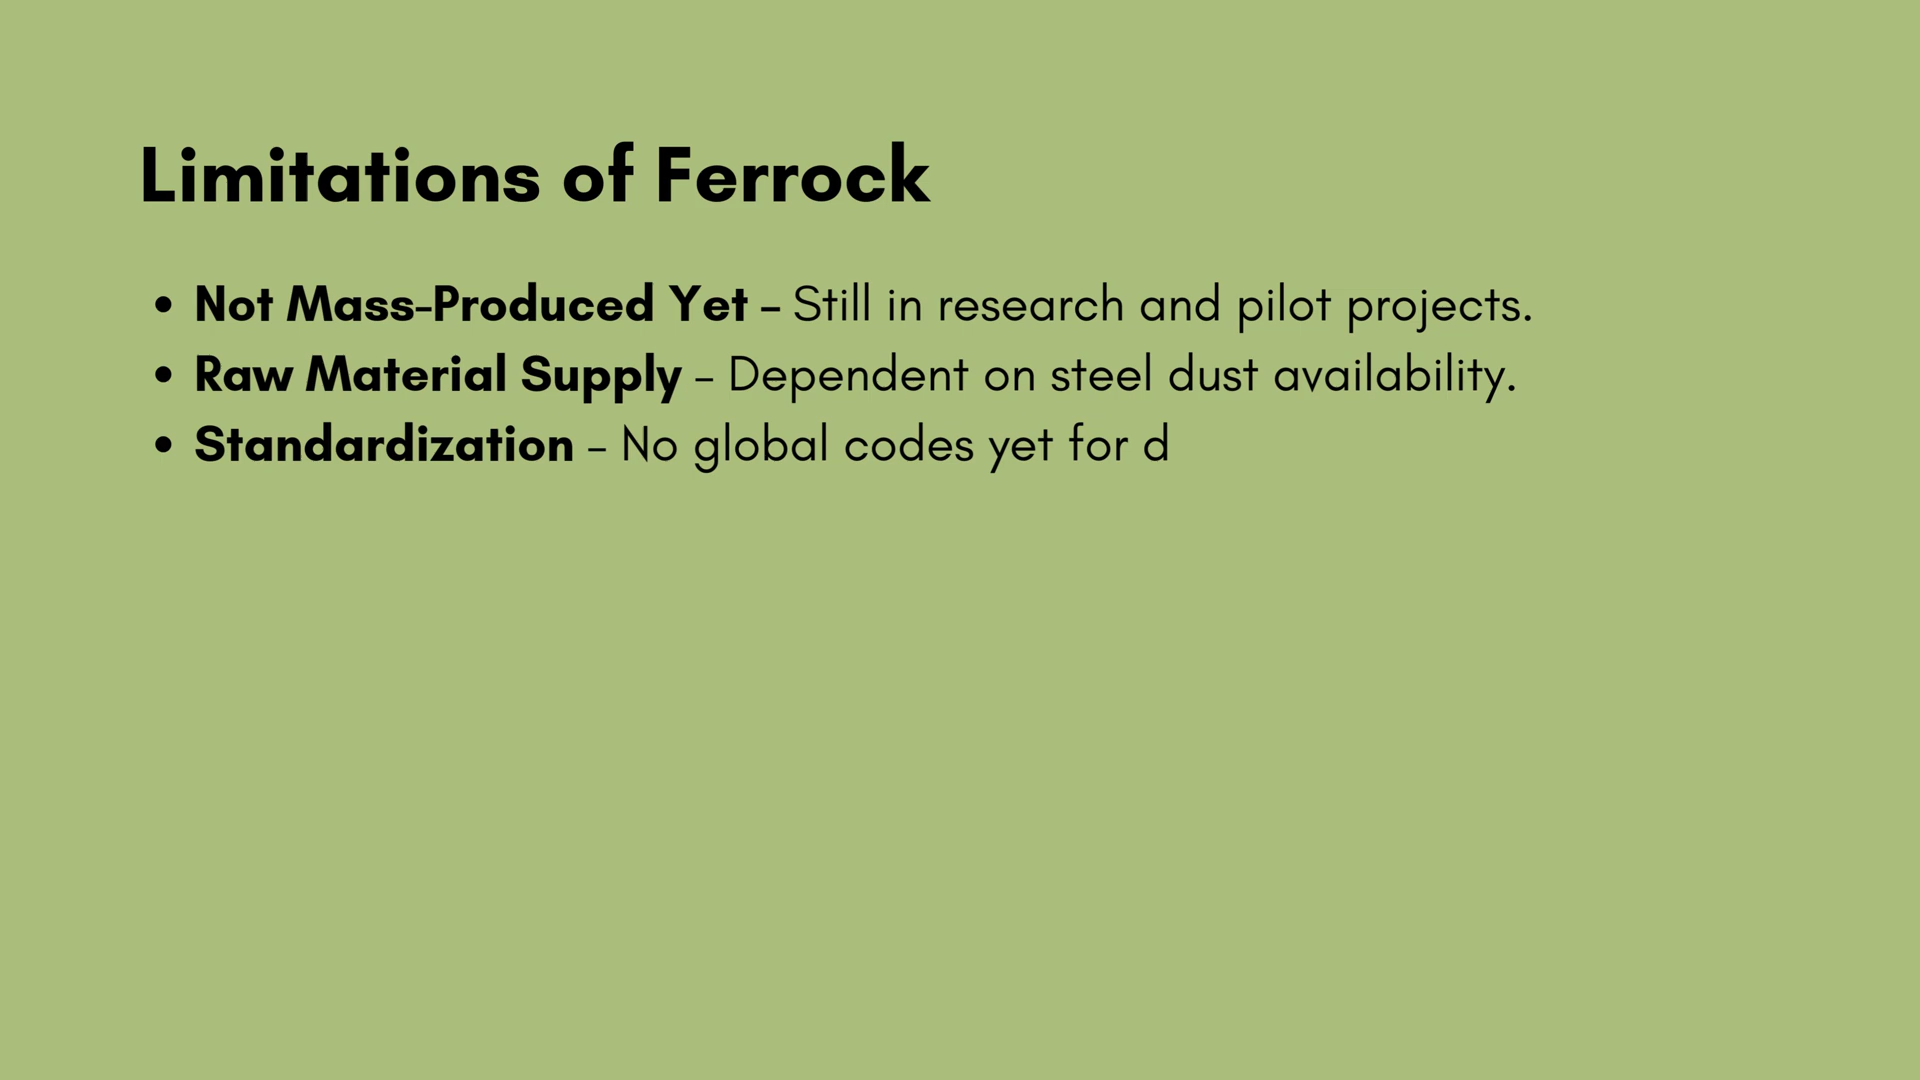 Limitations of Ferrock
• Not Mass-Produced Yet – Still in research and pilot projects.
• Raw Material Supply – Dependent on steel dust availability.
• Standardization – No global codes yet for d